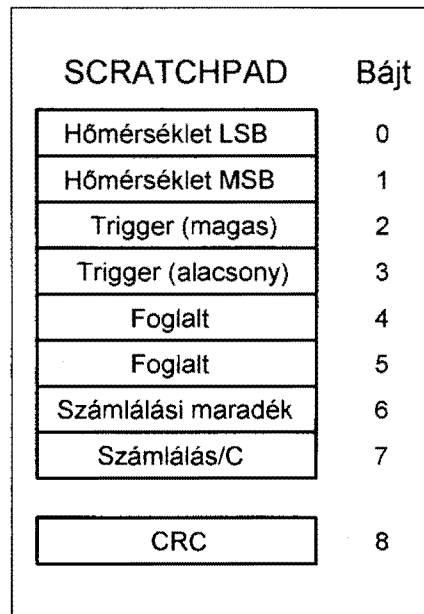 SCRATCHPAD Bájt
Hőmérséklet LSB 0
Hőmérséklet MSB 1
Trigger (magas) 2
Trigger (alacsony) 3
Foglalt 4
Foglalt 5
Számlálási maradék 6
Számlálás/C 7
CRC 8